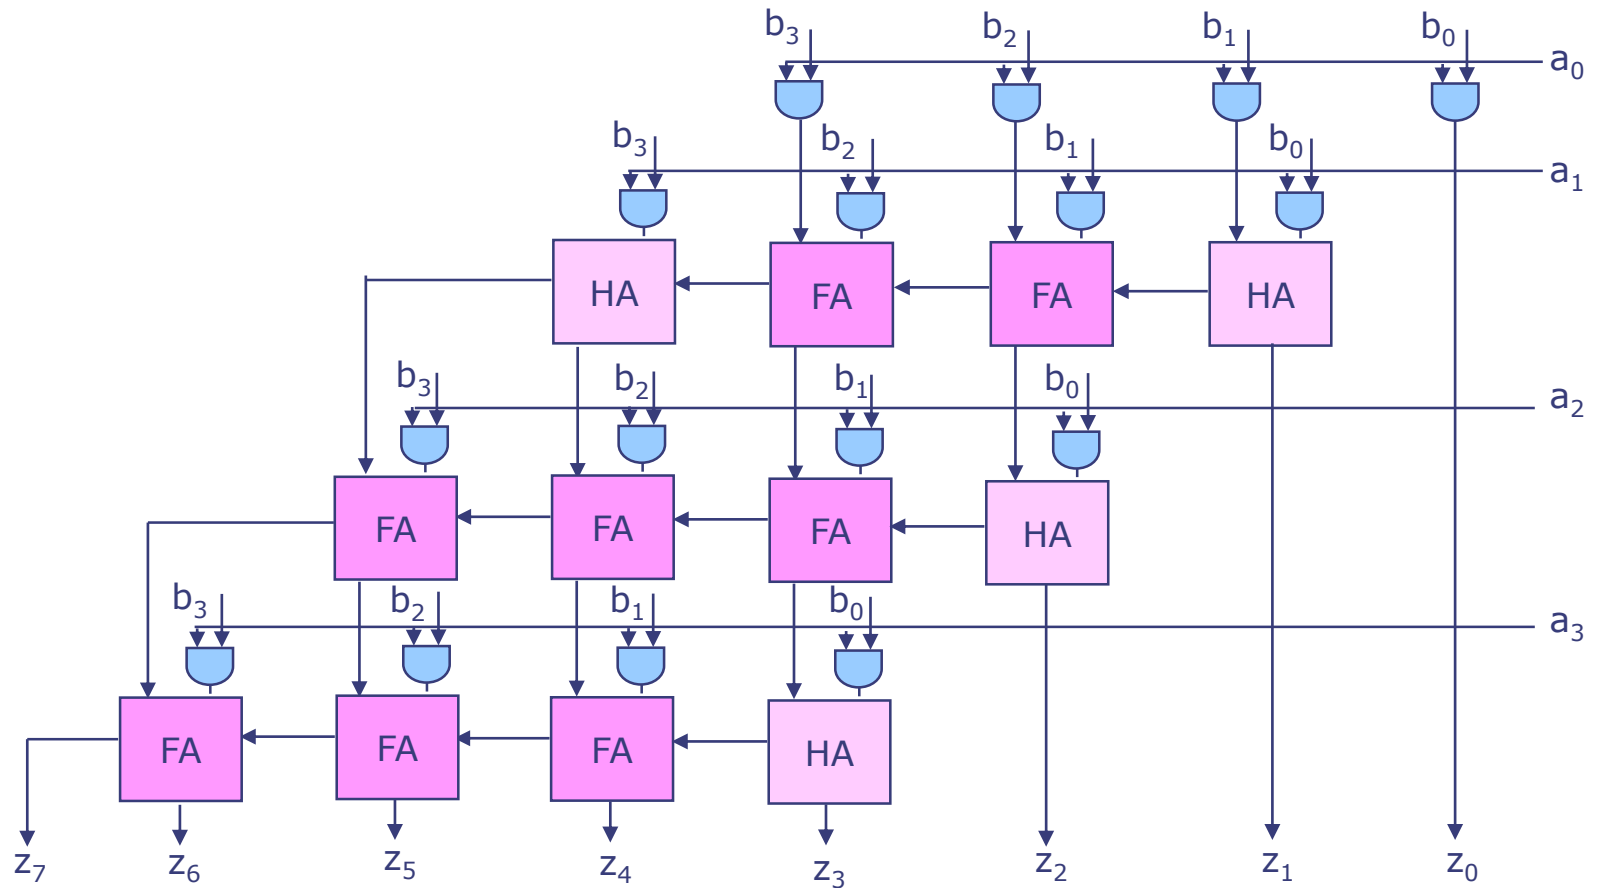 b₃ b₂ b₁ b₀ a₀
b₃ b₂ b₁ b₀ a₁
HA FA FA HA
b₃ b₂ b₁ b₀ a₂
FA FA FA HA
b₃ b₂ b₁ b₀ a₃
FA FA FA HA
z₇ z₆ z₅ z₄ z₃ z₂ z₁ z₀